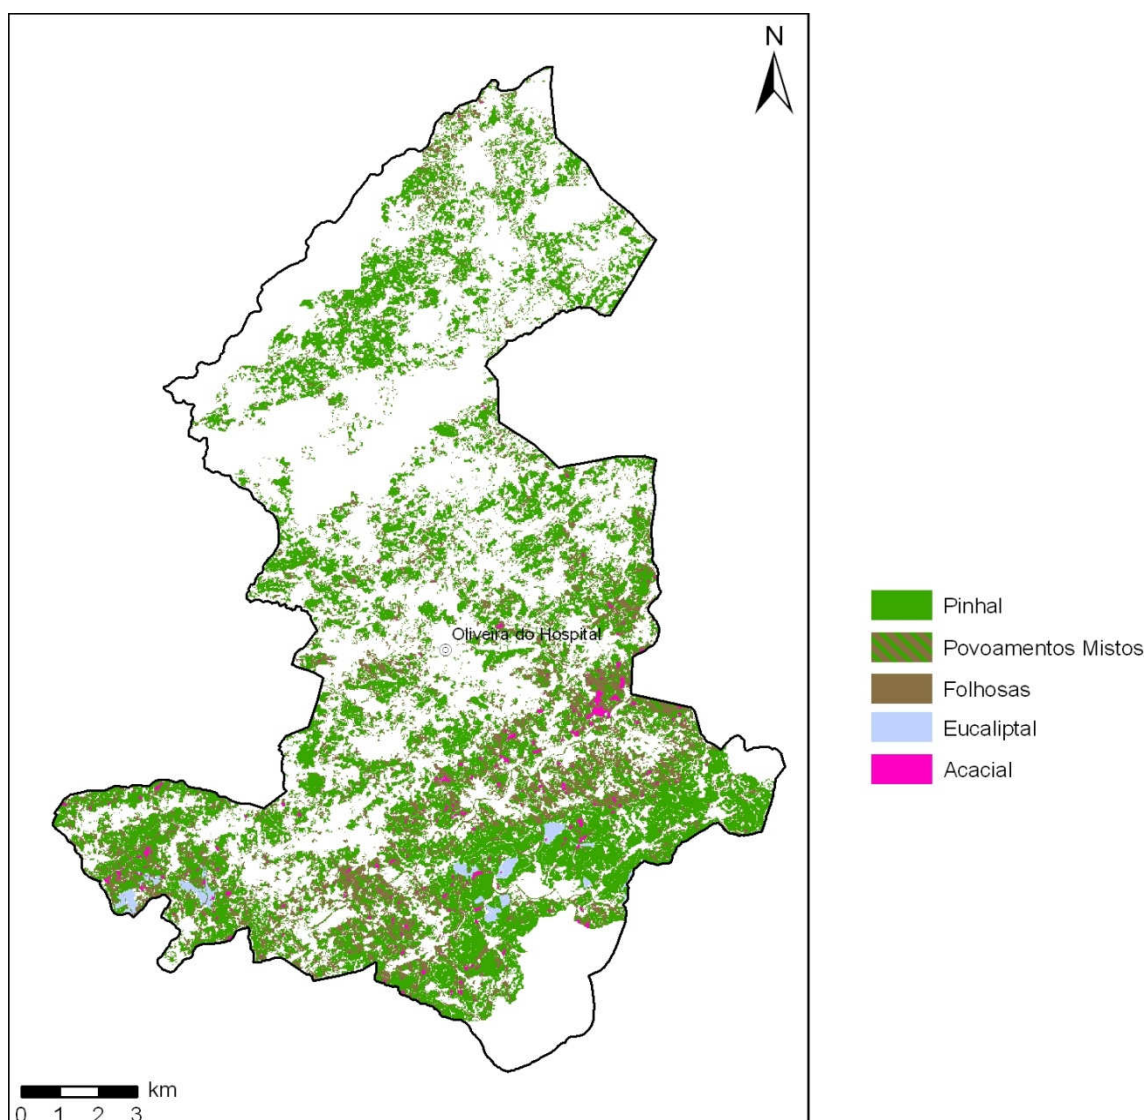 N
Oliveira do Hospital
Pinhal
Povoamentos Mistos
Folhosas
Eucaliptal
Acacial
km
0 1 2 3